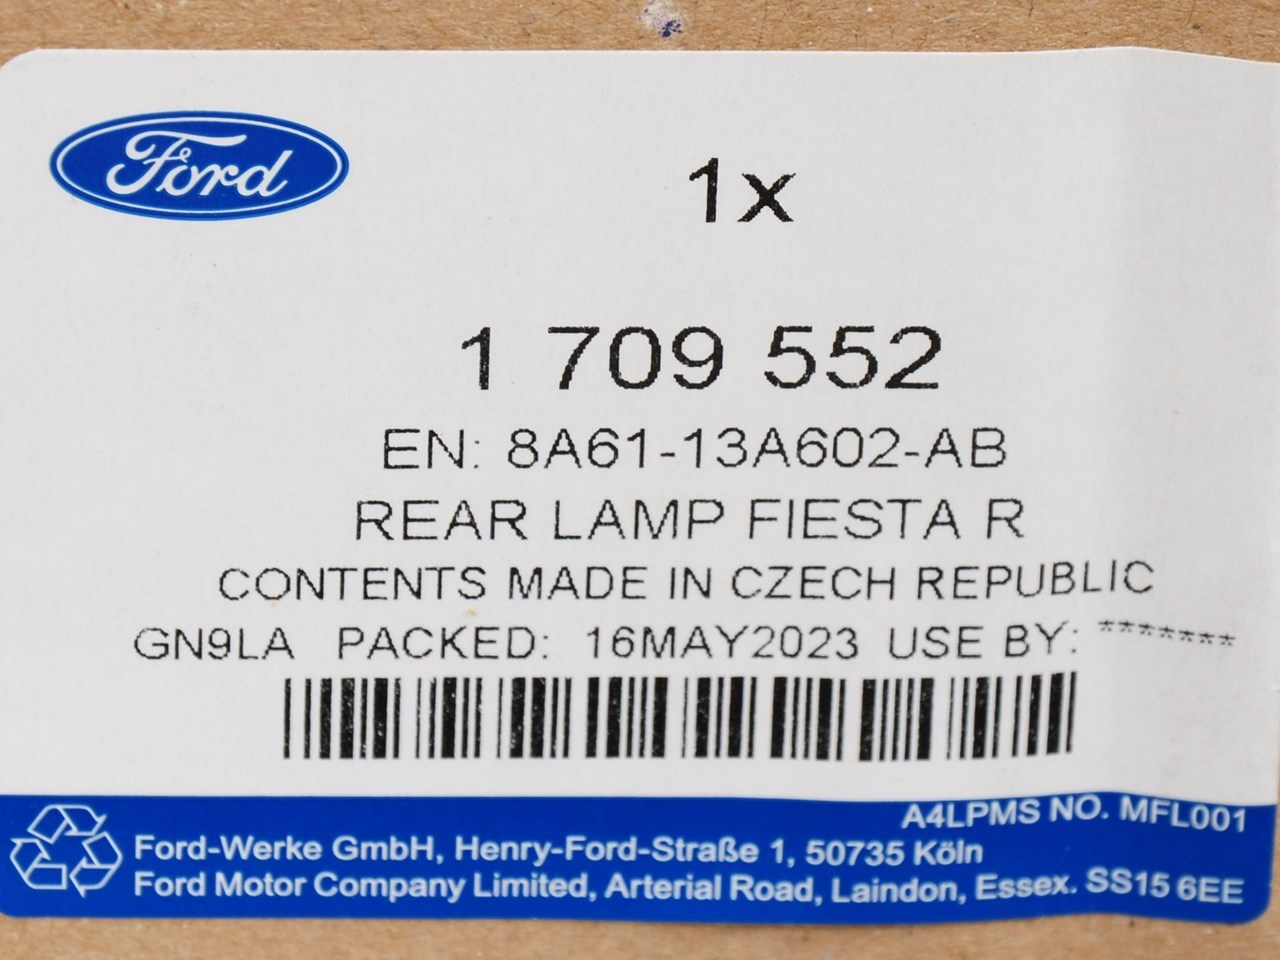 Ford
1x
1 709 552
EN: 8A61-13A602-AB
REAR LAMP FIESTA R
CONTENTS MADE IN CZECH REPUBLIC
GN9LA PACKED: 16MAY2023 USE BY: *******
A4LPMS NO. MFL001
Ford-Werke GmbH, Henry-Ford-Straße 1, 50735 Köln
Ford Motor Company Limited, Arterial Road, Laindon, Essex. SS15 6EE